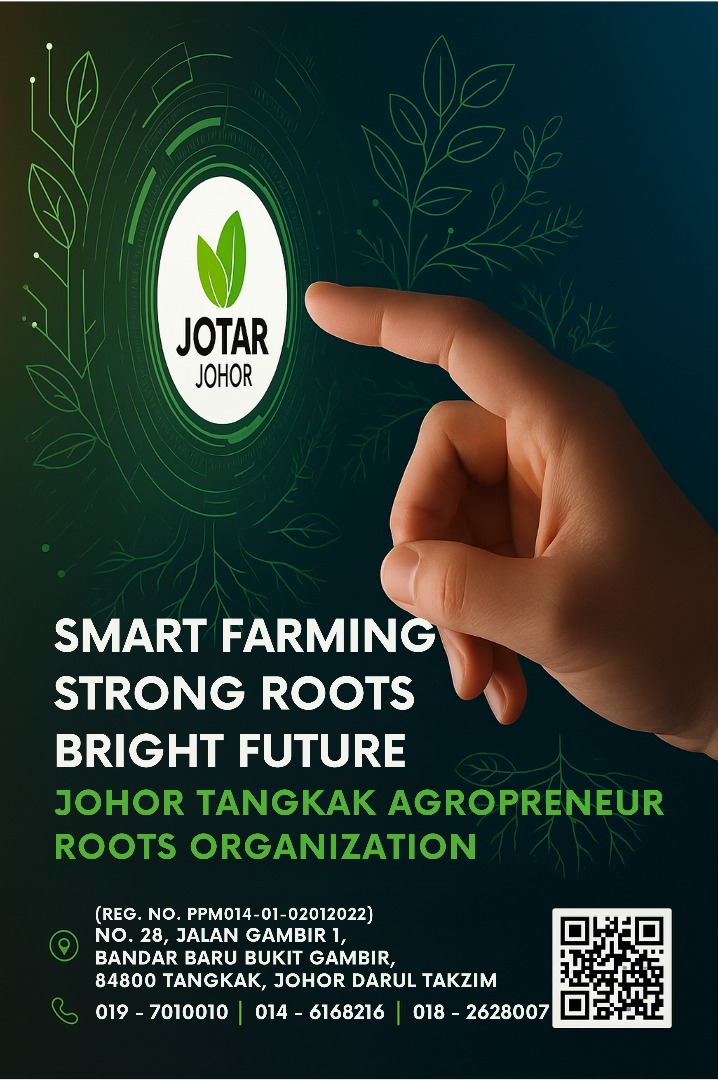 JOTAR
JOHOR
SMART FARMING
STRONG ROOTS
BRIGHT FUTURE
JOHOR TANGKAK AGROPRENEUR
ROOTS ORGANIZATION
(REG. NO. PPM014-01-02012022)
NO. 28, JALAN GAMBIR 1,
BANDAR BARU BUKIT GAMBIR,
84800 TANGKAK, JOHOR DARUL TAKZIM
019 - 7010010 | 014 - 6168216 | 018 - 2628007